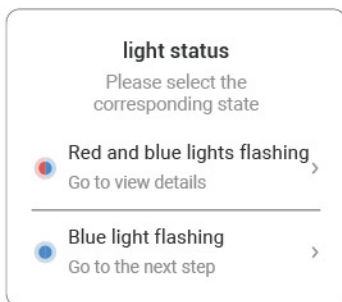 light status
Please select the
corresponding state
Red and blue lights flashing
Go to view details
Blue light flashing
Go to the next step